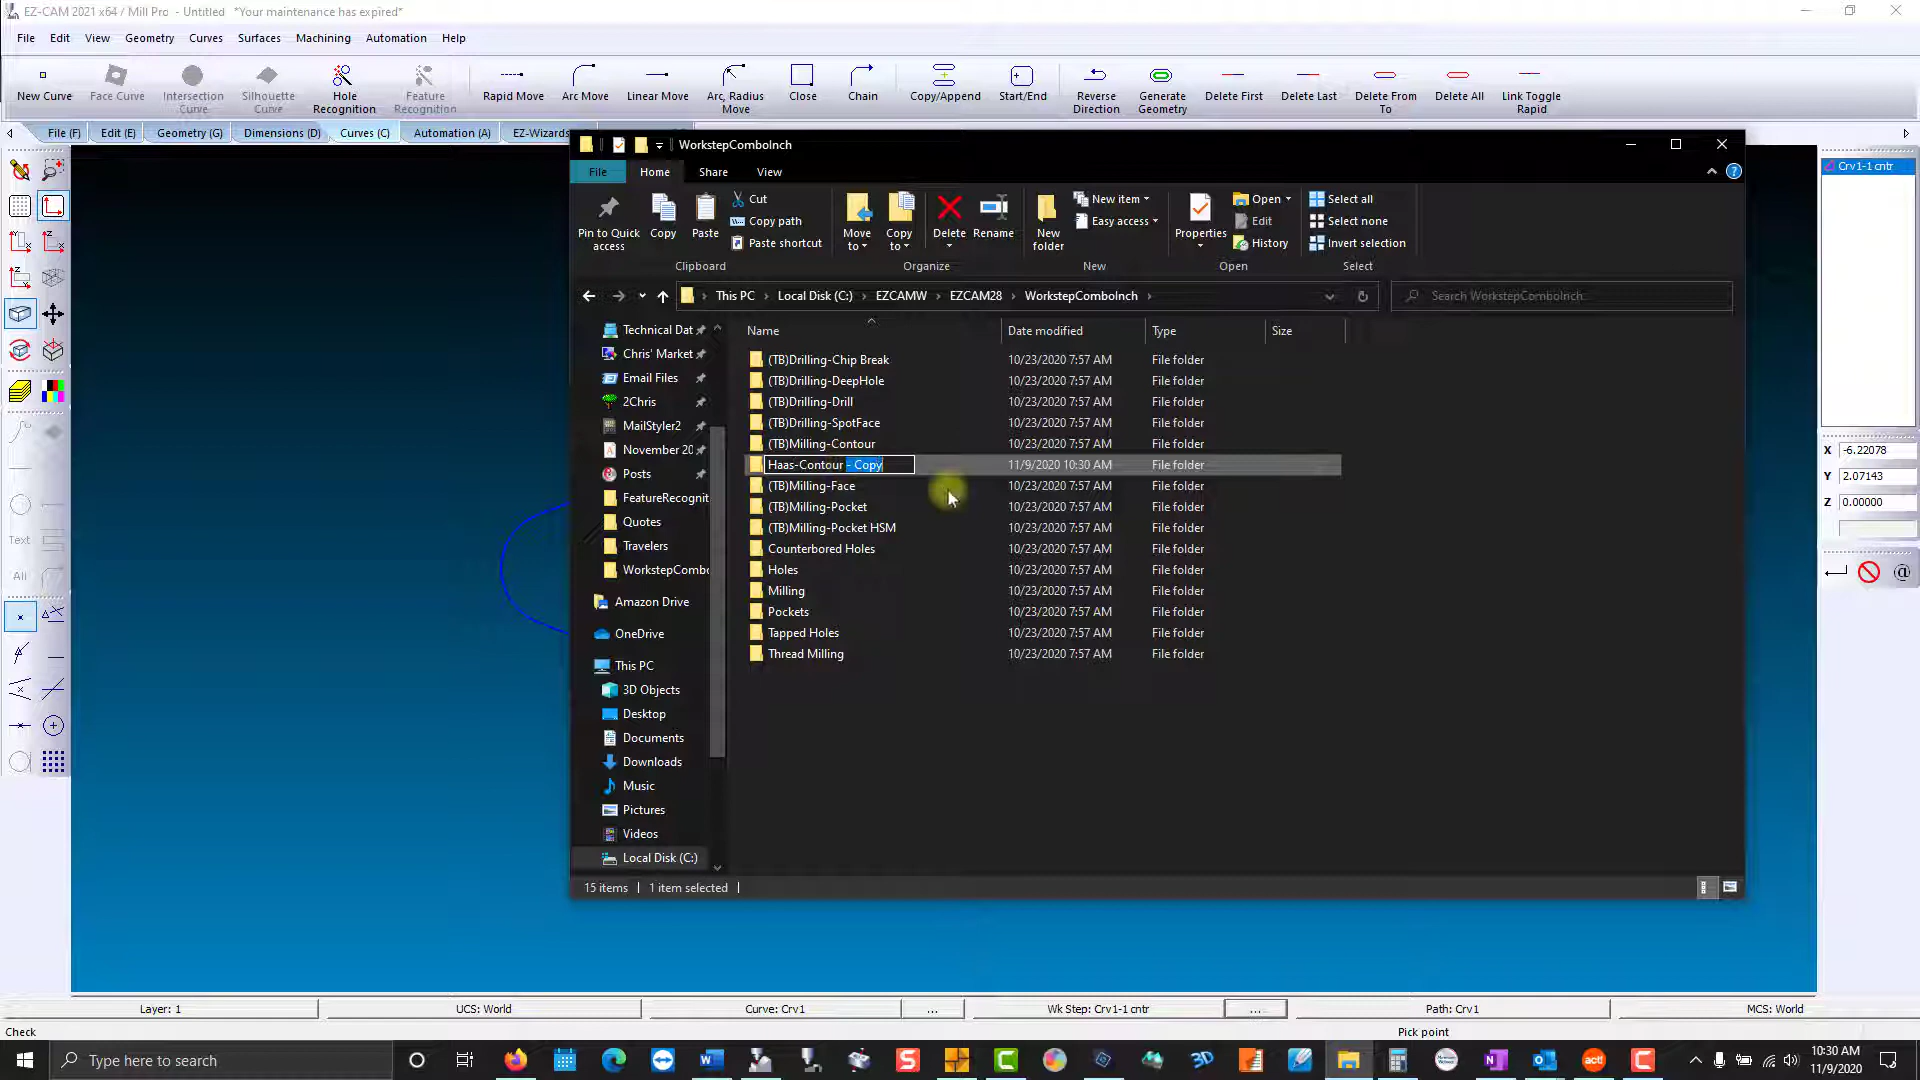 EZ-CAM 2021 x64 / Mill Pro - Untitled *Your maintenance has expired*
File Edit View Geometry Curves Surfaces Machining Automation Help
New Curve Face Curve Intersection Curve Silhouette Curve Hole Recognition Feature Recognition Rapid Move Arc Move Linear Move Arc, Radius Move Close Chain Copy/Append Start/End Reverse Direction Generate Geometry Delete First Delete Last Delete From To Delete All Link Toggle Rapid
File (F) Edit (E) Geometry (G) Dimensions (D) Curves (C) Automation (A) EZ-Wizards
WorkstepComboInch
File Home Share View
Pin to Quick access Copy Paste Cut Copy path Paste shortcut
Move to Copy to Delete Rename New folder New item Easy access
Properties Open Edit History Select all Select none Invert selection
Clipboard Organize New Open Select
This PC Local Disk (C:) EZCAMW EZCAM28 WorkstepComboInch
Search WorkstepComboInch
Name Date modified Type Size
(TB)Drilling-Chip Break 10/23/2020 7:57 AM File folder
(TB)Drilling-DeepHole 10/23/2020 7:57 AM File folder
(TB)Drilling-Drill 10/23/2020 7:57 AM File folder
(TB)Drilling-SpotFace 10/23/2020 7:57 AM File folder
(TB)Milling-Contour 10/23/2020 7:57 AM File folder
Haas-Contour - Copy 11/9/2020 10:30 AM File folder
(TB)Milling-Face 10/23/2020 7:57 AM File folder
(TB)Milling-Pocket 10/23/2020 7:57 AM File folder
(TB)Milling-Pocket HSM 10/23/2020 7:57 AM File folder
Counterbored Holes 10/23/2020 7:57 AM File folder
Holes 10/23/2020 7:57 AM File folder
Milling 10/23/2020 7:57 AM File folder
Pockets 10/23/2020 7:57 AM File folder
Tapped Holes 10/23/2020 7:57 AM File folder
Thread Milling 10/23/2020 7:57 AM File folder
Technical Dat
Chris' Market
Email Files
2Chris
MailStyler2
November 20
Posts
FeatureRecognit
Quotes
Travelers
WorkstepCombo
Amazon Drive
OneDrive
This PC
3D Objects
Desktop
Documents
Downloads
Music
Pictures
Videos
Local Disk (C:)
15 items 1 item selected
Crv1-1 cntr
X -6.22078
Y 2.07143
Z 0.00000
Text
All
Layer: 1 UCS: World Curve: Crv1 ... Wk Step: Crv1-1 cntr ... Path: Crv1 MCS: World
Check Pick point
Type here to search
10:30 AM
11/9/2020